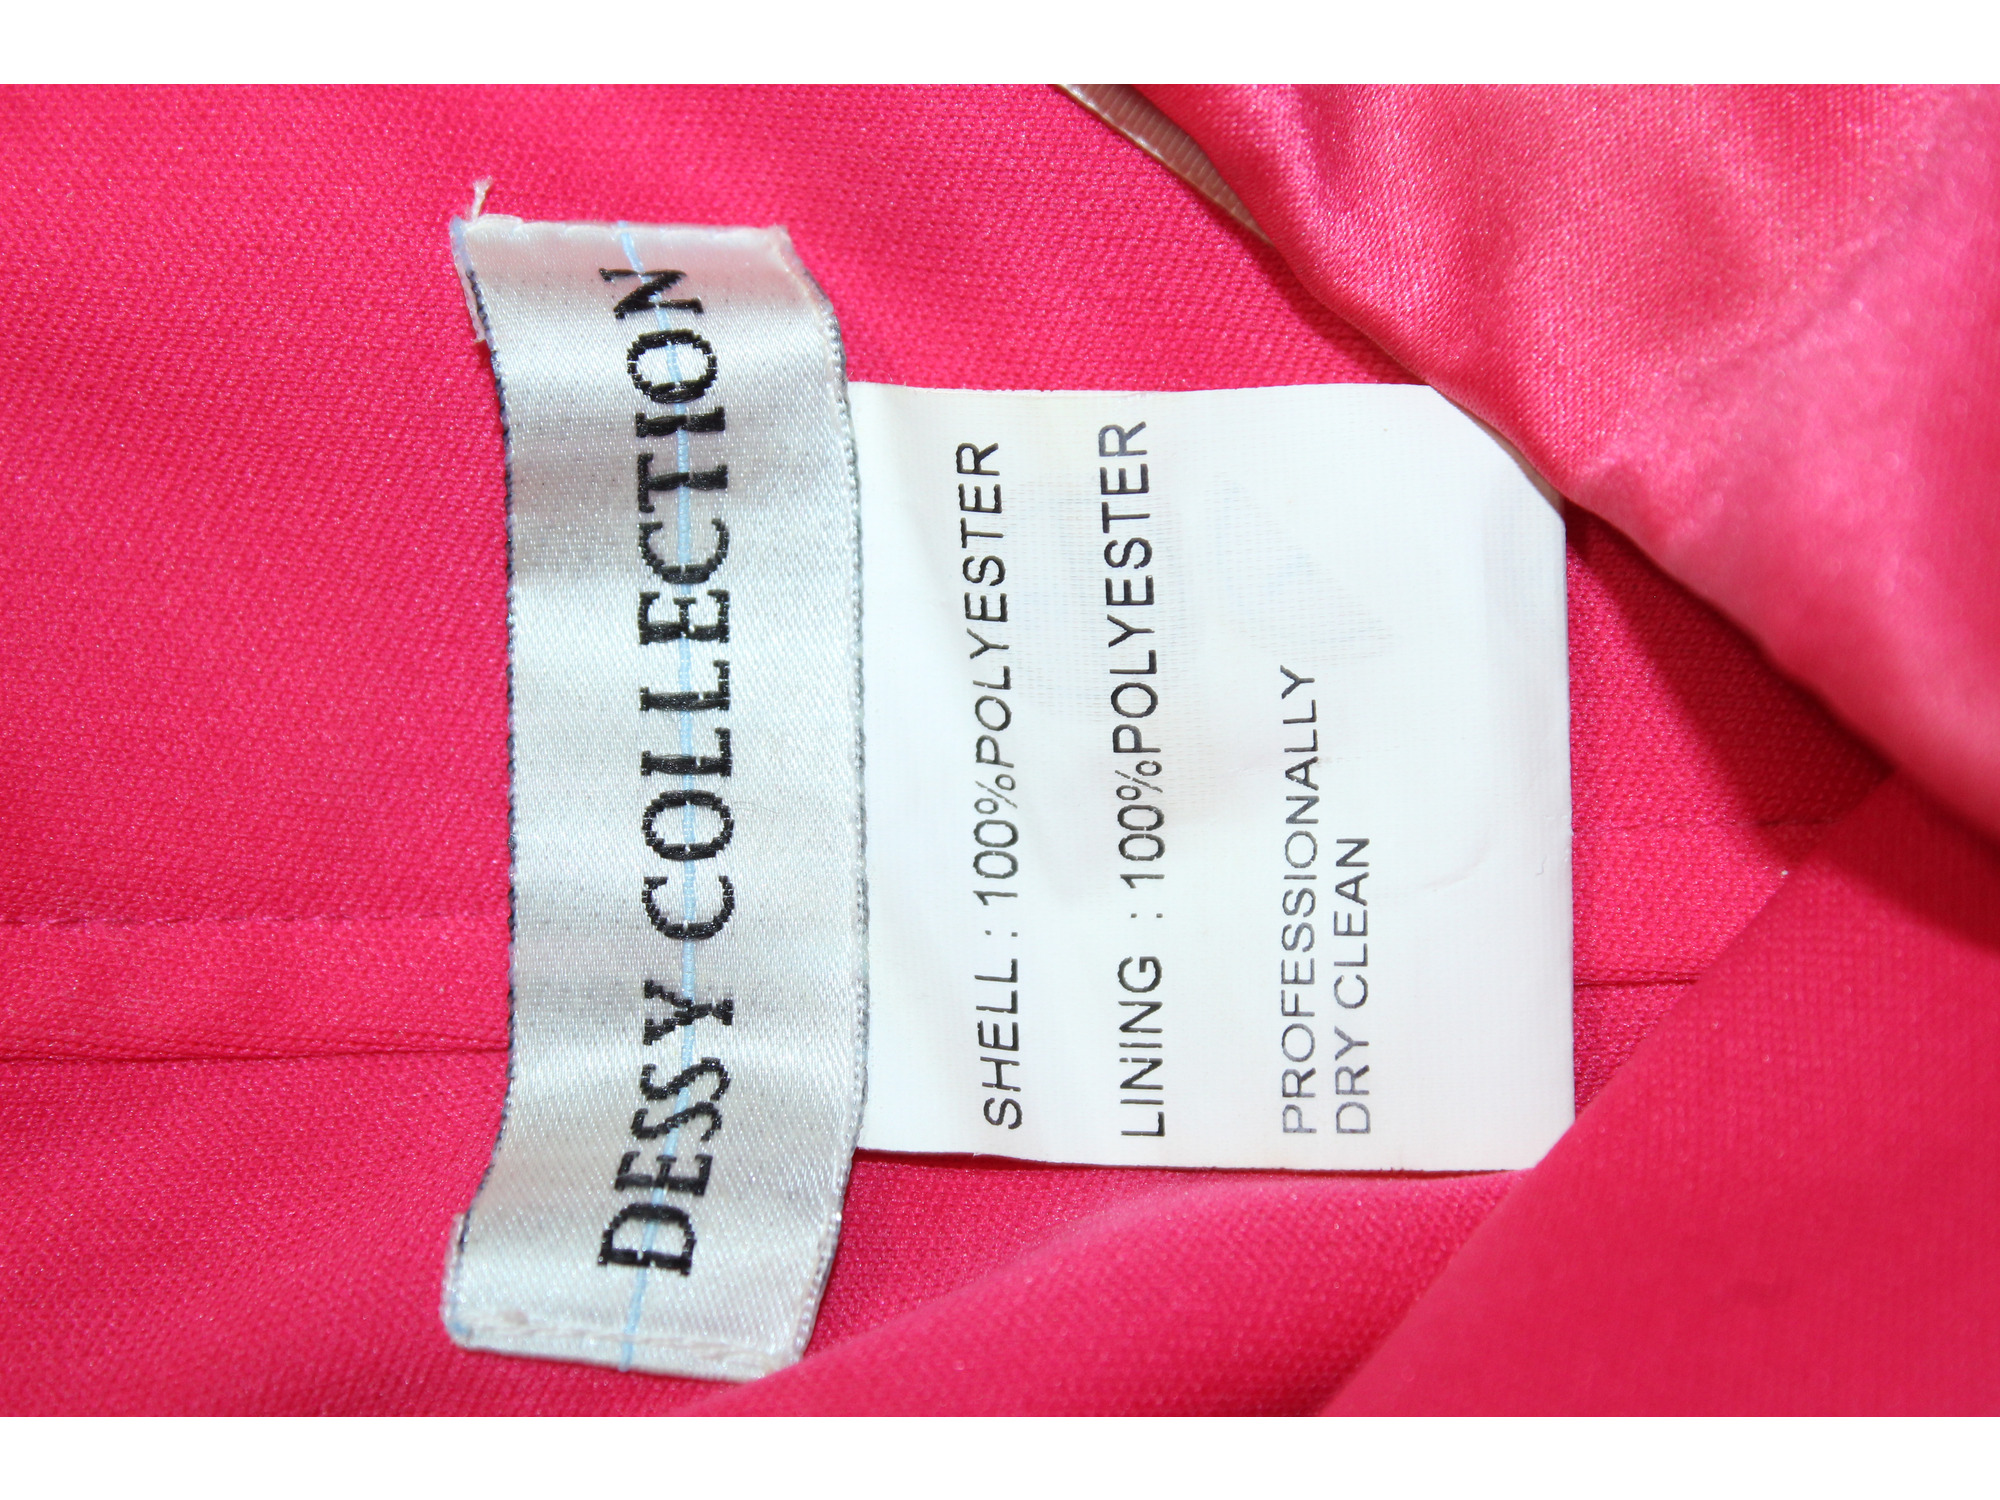 DESSY COLLECTION
SHELL : 100%POLYESTER
LINING : 100%POLYESTER
PROFESSIONALLY
DRY CLEAN